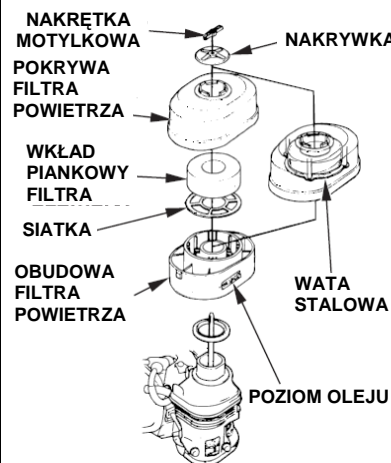 NAKRĘTKA
MOTYLKOWA
NAKRYWKA
POKRYWA
FILTRA
POWIETRZA
WKŁAD
PIANKOWY
FILTRA
SIATKA
OBUDOWA
FILTRA
POWIETRZA
WATA
STALOWA
POZIOM OLEJU